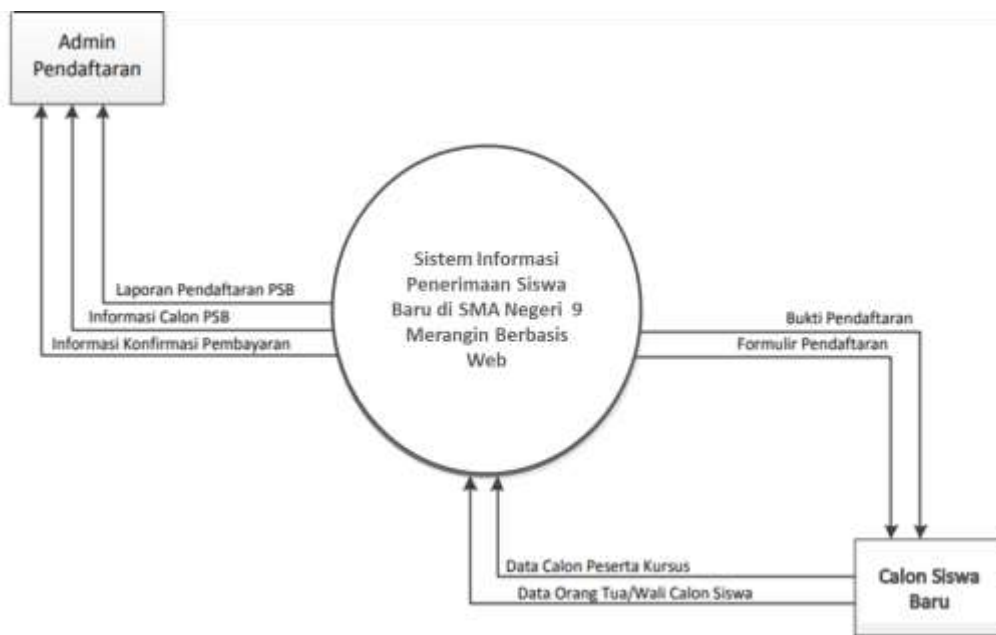 Admin
Pendaftaran
Sistem Informasi
Penerimaan Siswa
Baru di SMA Negeri 9
Merangin Berbasis
Web
Laporan Pendaftaran PSB
Informasi Calon PSB
Informasi Konfirmasi Pembayaran
Bukti Pendaftaran
Formulir Pendaftaran
Data Calon Peserta Kursus
Data Orang Tua/Wali Calon Siswa
Calon Siswa
Baru